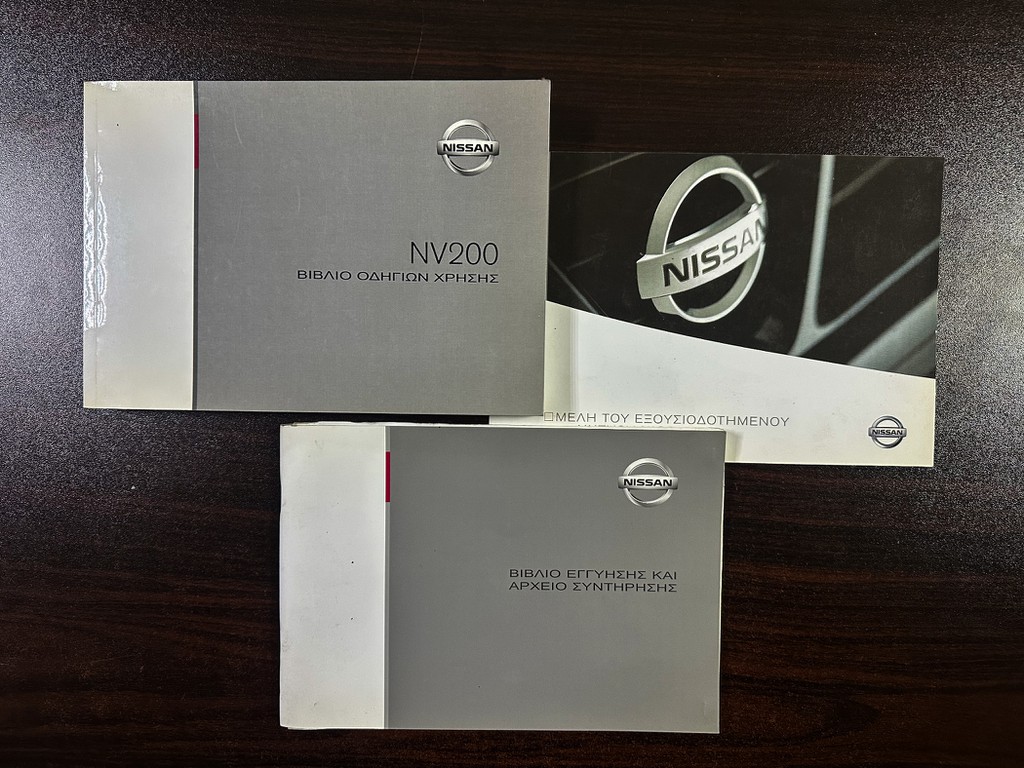 NISSAN
NV200
ΒΙΒΛΙΟ ΟΔΗΓΙΩΝ ΧΡΗΣΗΣ
NISSAN
ΜΕΛΗ ΤΟΥ ΕΞΟΥΣΙΟΔΟΤΗΜΕΝΟΥ
NISSAN
NISSAN
ΒΙΒΛΙΟ ΕΓΓΥΗΣΗΣ ΚΑΙ
ΑΡΧΕΙΟ ΣΥΝΤΗΡΗΣΗΣ